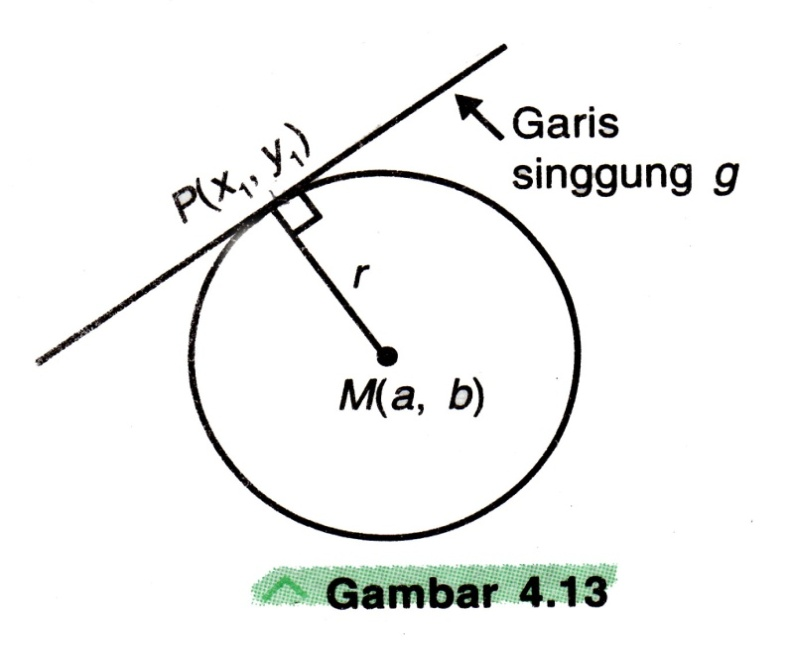 P(x₁, y₁)
Garis
singgung g
r
M(a, b)
Gambar 4.13